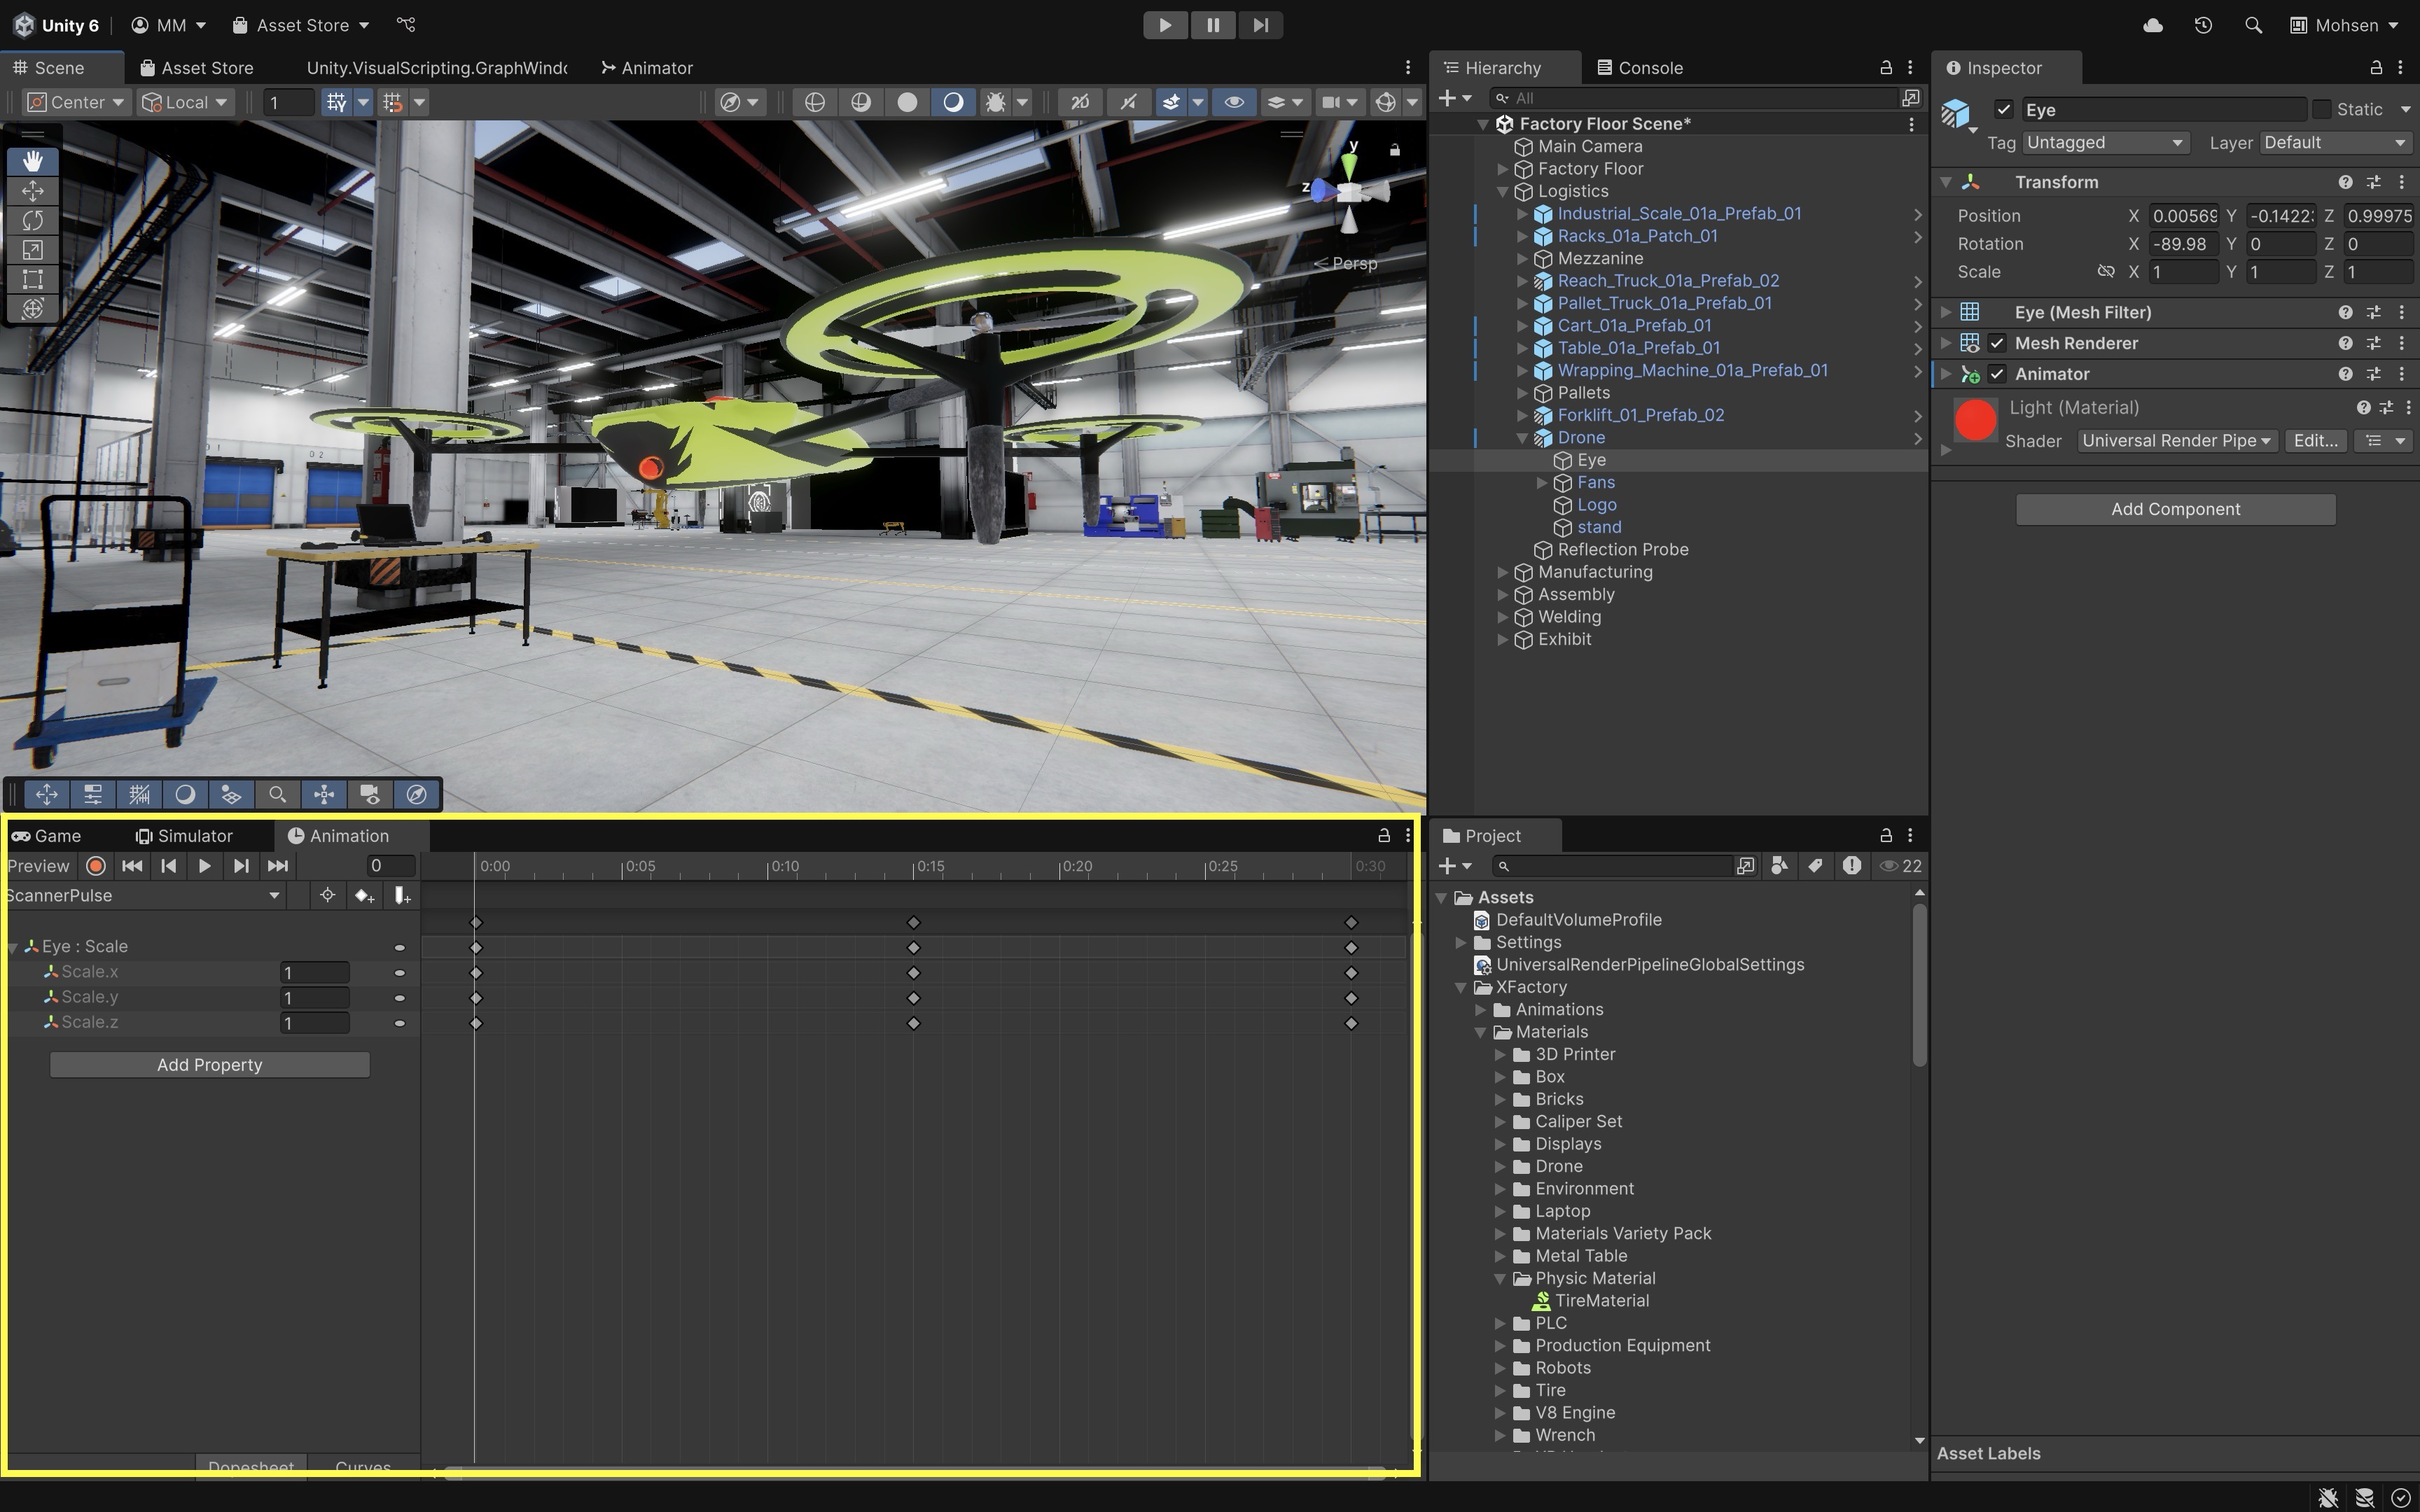 Unity 6
MM
Asset Store
Mohsen
Scene
Asset Store
Unity.VisualScripting.GraphWindo
Animator
Hierarchy
Console
Inspector
Center
Local
1
2D
All
Eye
Static
Tag
Untagged
Layer
Default
Factory Floor Scene*
Main Camera
Factory Floor
Logistics
Industrial_Scale_01a_Prefab_01
Racks_01a_Patch_01
Mezzanine
Reach_Truck_01a_Prefab_02
Pallet_Truck_01a_Prefab_01
Cart_01a_Prefab_01
Table_01a_Prefab_01
Wrapping_Machine_01a_Prefab_01
Pallets
Forklift_01_Prefab_02
Drone
Eye
Fans
Logo
stand
Reflection Probe
Manufacturing
Assembly
Welding
Exhibit
Transform
Position X 0.00569 Y -0.1422 Z 0.99975
Rotation X -89.98 Y 0 Z 0
Scale X 1 Y 1 Z 1
Eye (Mesh Filter)
Mesh Renderer
Animator
Light (Material)
Shader Universal Render Pipe Edit...
Add Component
y
z
< Persp
0 2
0 1
Game
Simulator
Animation
Preview
0
0:00 0:05 0:10 0:15 0:20 0:25 0:30
ScannerPulse
Eye : Scale
Scale.x 1
Scale.y 1
Scale.z 1
Add Property
Dopesheet
Curves
Project
22
Assets
DefaultVolumeProfile
Settings
UniversalRenderPipelineGlobalSettings
XFactory
Animations
Materials
3D Printer
Box
Bricks
Caliper Set
Displays
Drone
Environment
Laptop
Materials Variety Pack
Metal Table
Physic Material
TireMaterial
PLC
Production Equipment
Robots
Tire
V8 Engine
Wrench
Asset Labels